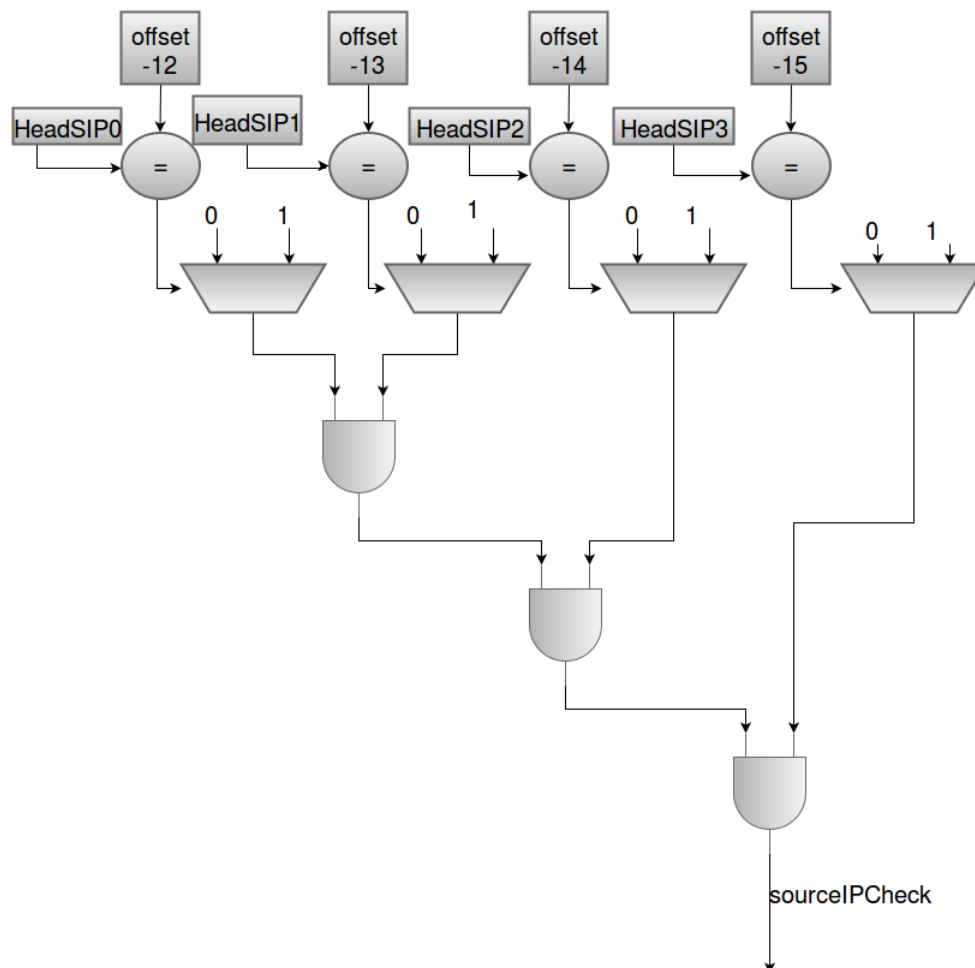 offset
-12
offset
-13
offset
-14
offset
-15
HeadSIP0
HeadSIP1
HeadSIP2
HeadSIP3
=
=
=
=
0
1
0
1
0
1
0
1
sourceIPCheck